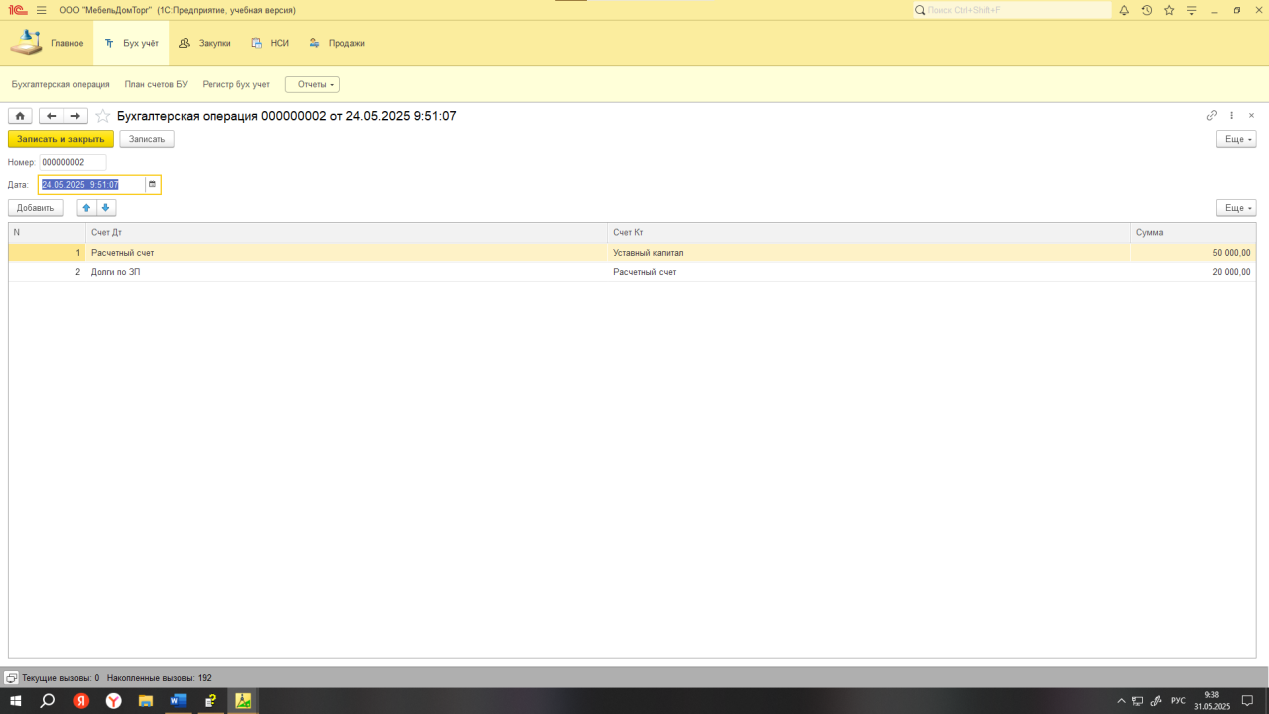 1С ООО "МебельДомТорг" (1С:Предприятие, учебная версия) Поиск Ctrl+Shift+F
Главное Бух учёт Закупки НСИ Продажи
Бухгалтерская операция План счетов БУ Регистр бух учет Отчеты
Бухгалтерская операция 000000002 от 24.05.2025 9:51:07
Записать и закрыть Записать Еще
Номер: 000000002
Дата: 24.05.2025 9:51:07
Добавить Еще
N Счет Дт Счет Кт Сумма
1 Расчетный счет Уставный капитал 50 000,00
2 Долги по ЗП Расчетный счет 20 000,00
Текущие вызовы: 0 Накопленные вызовы: 192
РУС 9:38
31.05.2025